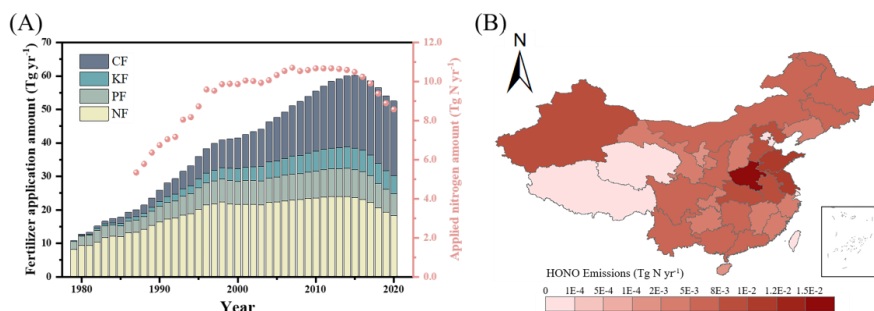 (A)
(B)
Fertilizer application amount (Tg yr⁻¹)
70
60
50
40
30
20
10
0
CF
KF
PF
NF
1980
1990
2000
2010
2020
Year
12.0
10.0
8.0
6.0
4.0
2.0
0.0
Applied nitrogen amount (Tg N yr⁻¹)
N
HONO Emissions (Tg N yr⁻¹)
0 1E-4 5E-4 1E-4 2E-3 5E-3 8E-3 1E-2 1.2E-2 1.5E-2